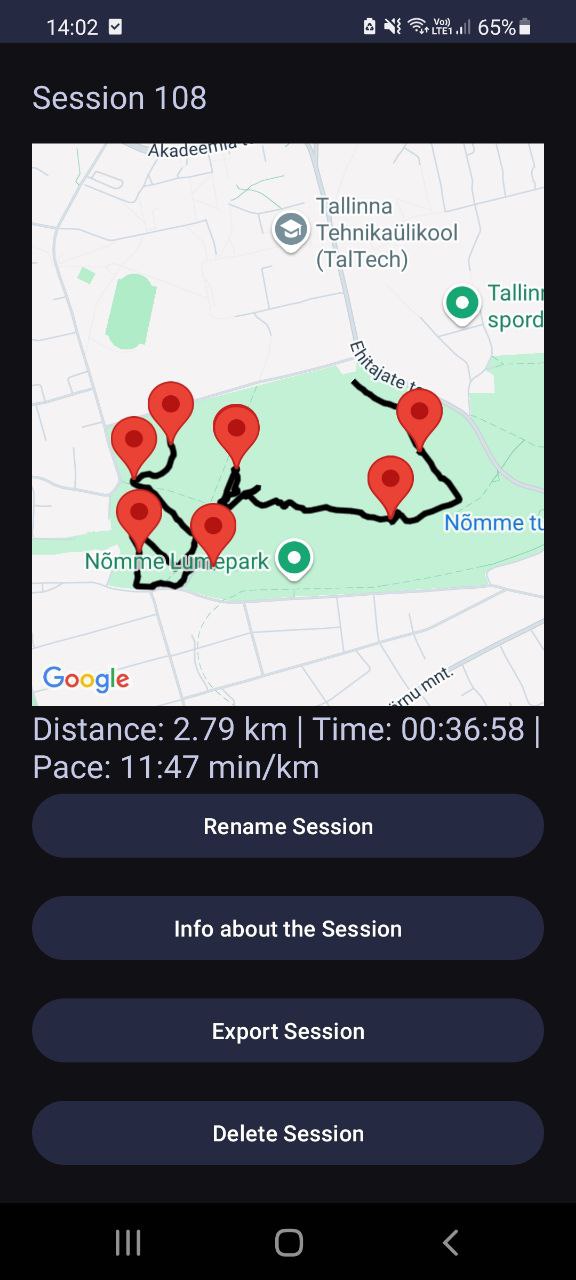 14:02
Voo) LTE1 65%
Session 108
Akadeemia t
Tallinna
Tehnikaülikool
(TalTech)
Tallinn
spord
Ehitajate te
Nõmme tu
Nõmme Lumepark
Google
ärnu mnt.
Distance: 2.79 km | Time: 00:36:58 |
Pace: 11:47 min/km
Rename Session
Info about the Session
Export Session
Delete Session